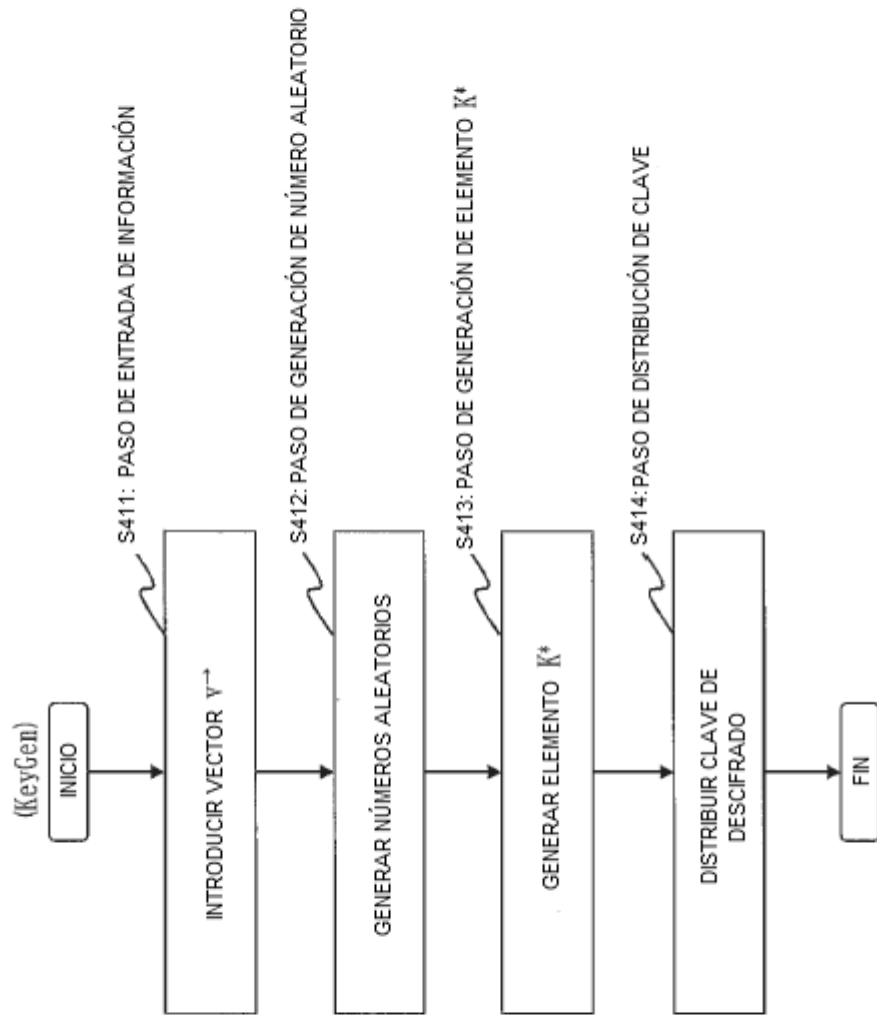 (KeyGen)
INICIO
S411: PASO DE ENTRADA DE INFORMACIÓN
INTRODUCIR VECTOR v→
S412: PASO DE GENERACIÓN DE NÚMERO ALEATORIO
GENERAR NÚMEROS ALEATORIOS
S413: PASO DE GENERACIÓN DE ELEMENTO K*
GENERAR ELEMENTO K*
S414: PASO DE DISTRIBUCIÓN DE CLAVE
DISTRIBUIR CLAVE DE
DESCIFRADO
FIN